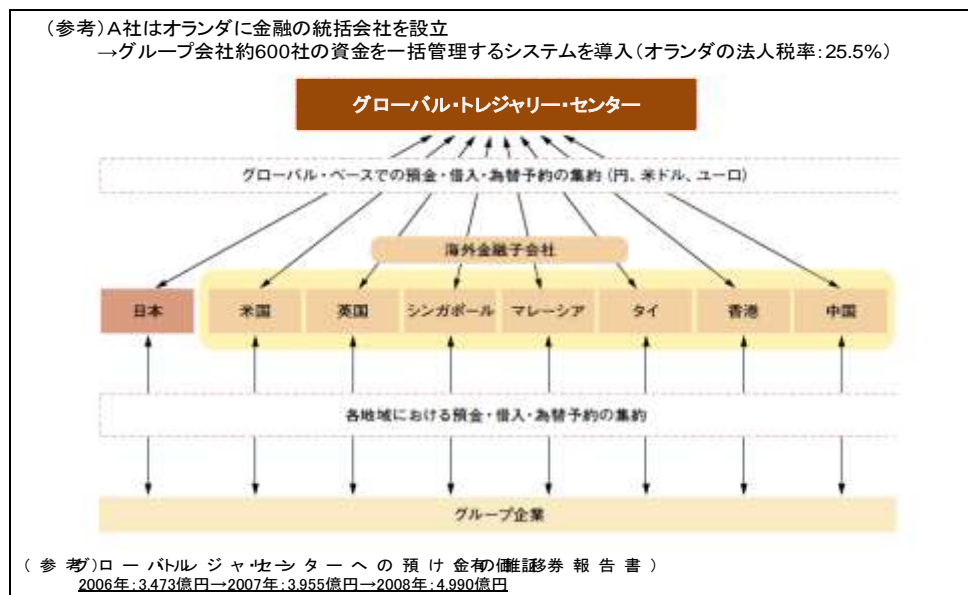 (参考)A社はオランダに金融の統括会社を設立
→グループ会社約600社の資金を一括管理するシステムを導入(オランダの法人税率:25.5%)
グローバル・トレジャリー・センター
グローバル・ベースでの預金・借入・為替予約の集約(円、米ドル、ユーロ)
海外金融子会社
日本 米国 英国 シンガポール マレーシア タイ 香港 中国
各地域における預金・借入・為替予約の集約
グループ企業
2006年:3,473億円→2007年:3,955億円→2008年:4,990億円